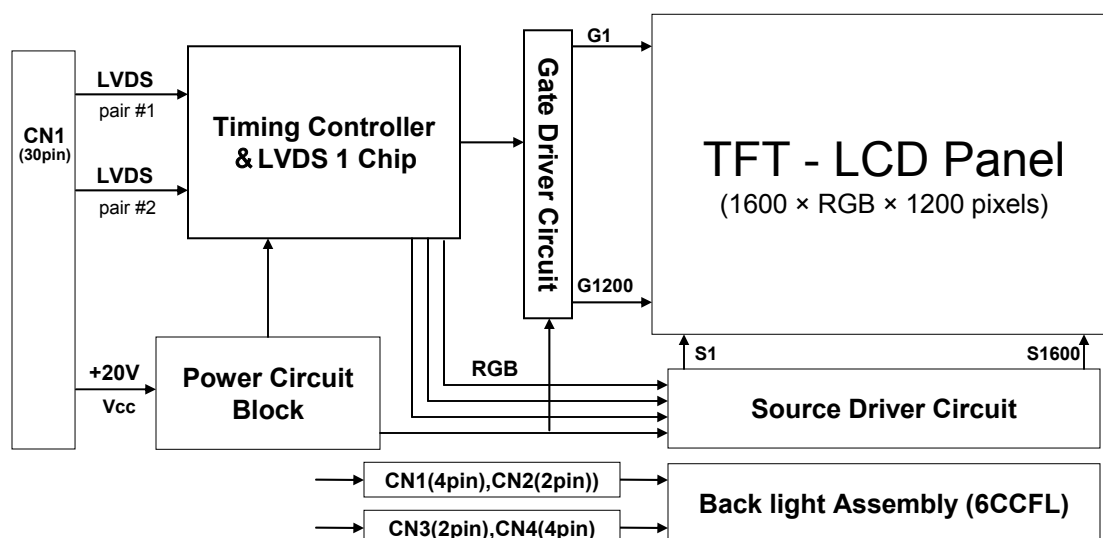 CN1
(30pin)
LVDS
pair #1
LVDS
pair #2
+20V
Vcc
Timing Controller
& LVDS 1 Chip
Power Circuit
Block
RGB
Gate Driver Circuit
G1
G1200
TFT - LCD Panel
(1600 × RGB × 1200 pixels)
S1
S1600
Source Driver Circuit
CN1(4pin),CN2(2pin))
CN3(2pin),CN4(4pin)
Back light Assembly (6CCFL)